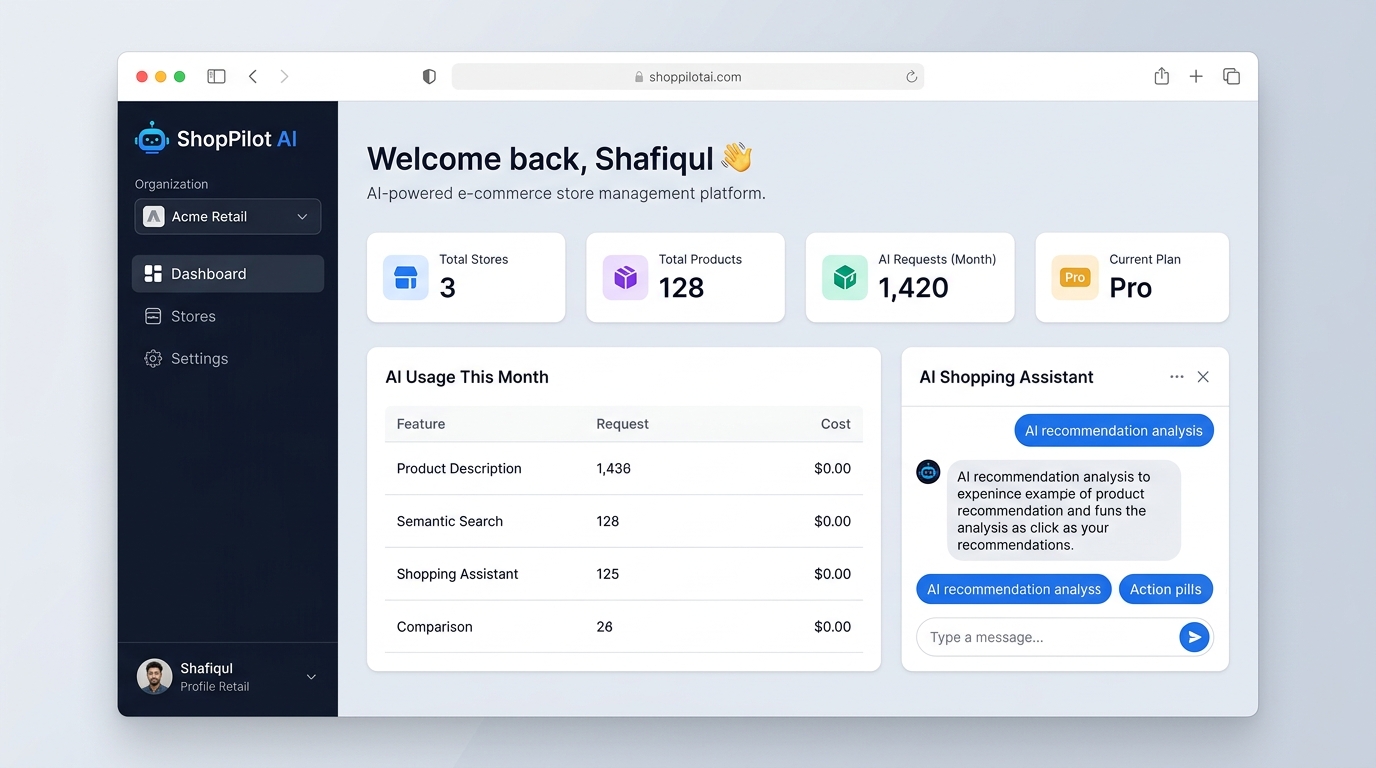 shoppilotai.com
ShopPilot AI
Organization
Acme Retail
Dashboard
Stores
Settings
Shafiqul
Profile Retail
Welcome back, Shafiqul 👋
AI-powered e-commerce store management platform.
Total Stores
3
Total Products
128
AI Requests (Month)
1,420
Pro
Current Plan
Pro
AI Usage This Month
Feature Request Cost
Product Description 1,436 $0.00
Semantic Search 128 $0.00
Shopping Assistant 125 $0.00
Comparison 26 $0.00
AI Shopping Assistant
AI recommendation analysis
AI recommendation analysis to
expenince example of product
recommendation and funs the
analysis as click as your
recommendations.
AI recommendation analyss
Action pills
Type a message...